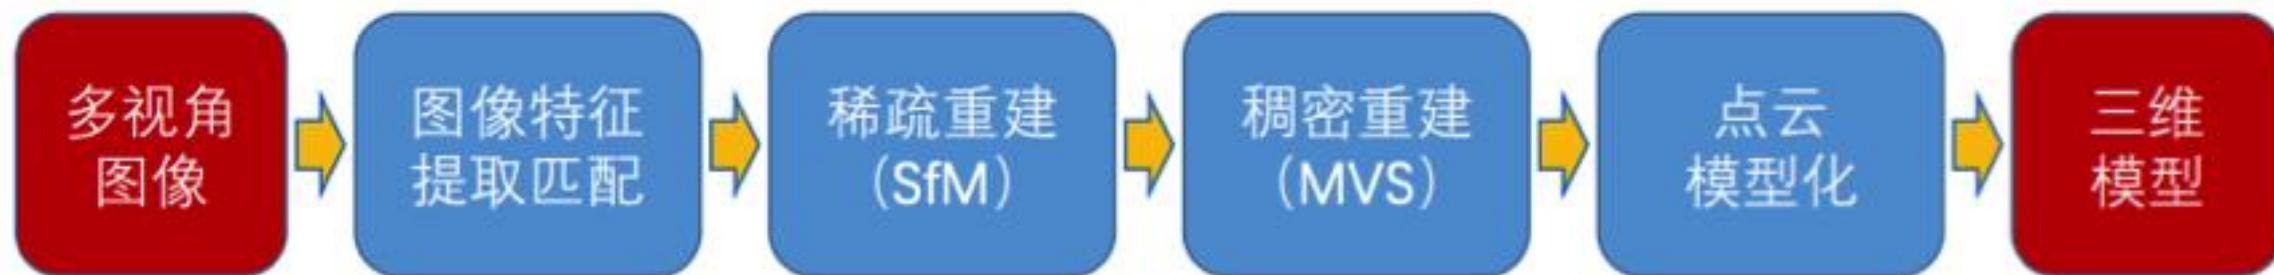 多视角
图像
图像特征
提取匹配
稀疏重建
（SfM）
稠密重建
（MVS）
点云
模型化
三维
模型